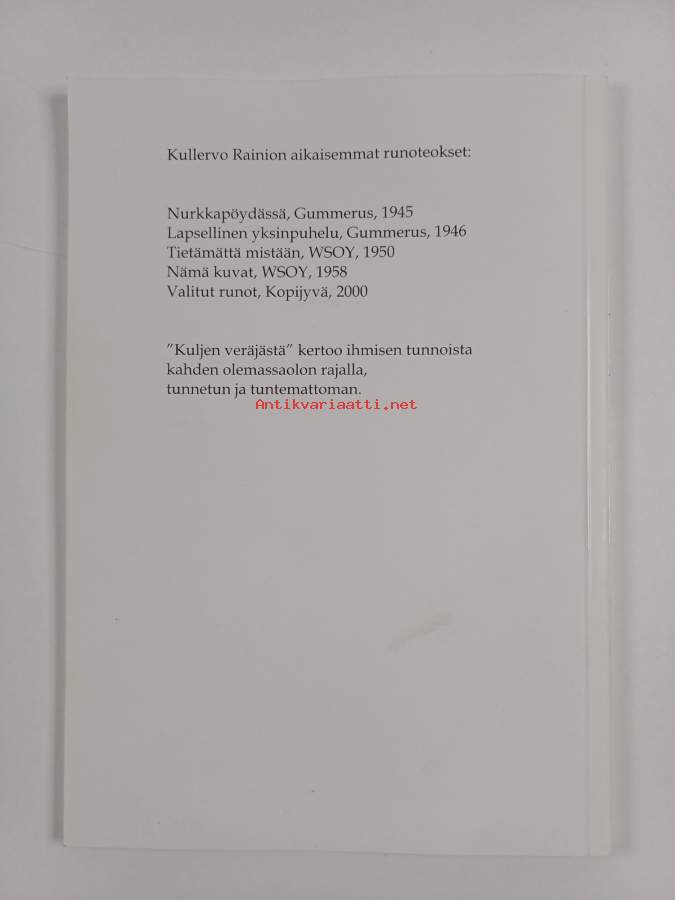 Kullervo Rainion aikaisemmat runoteokset:
Nurkkapöydässä, Gummerus, 1945
Lapsellinen yksinpuhelu, Gummerus, 1946
Tietämättä mistään, WSOY, 1950
Nämä kuvat, WSOY, 1958
Valitut runot, Kopijyvä, 2000
”Kuljen veräjästä” kertoo ihmisen tunnoista
kahden olemassaolon rajalla,
tunnetun ja tuntemattoman.
Antikvariaatti.net